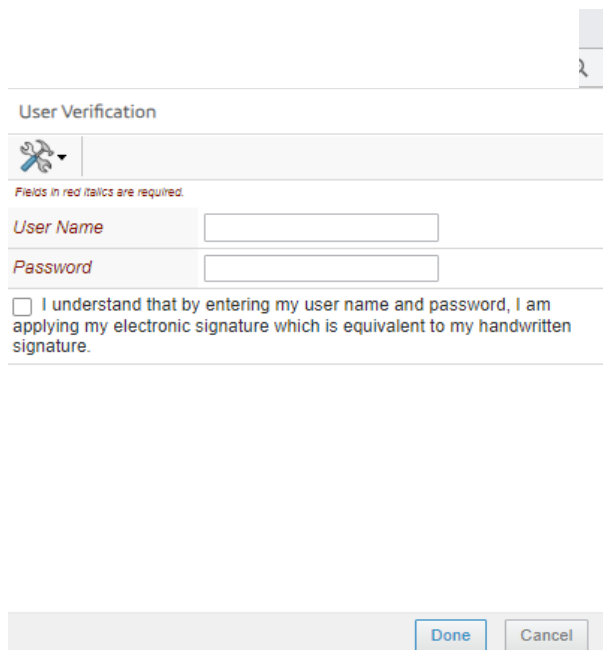 User Verification
Fields in red italics are required.
User Name
Password
I understand that by entering my user name and password, I am
applying my electronic signature which is equivalent to my handwritten
signature.
Done
Cancel